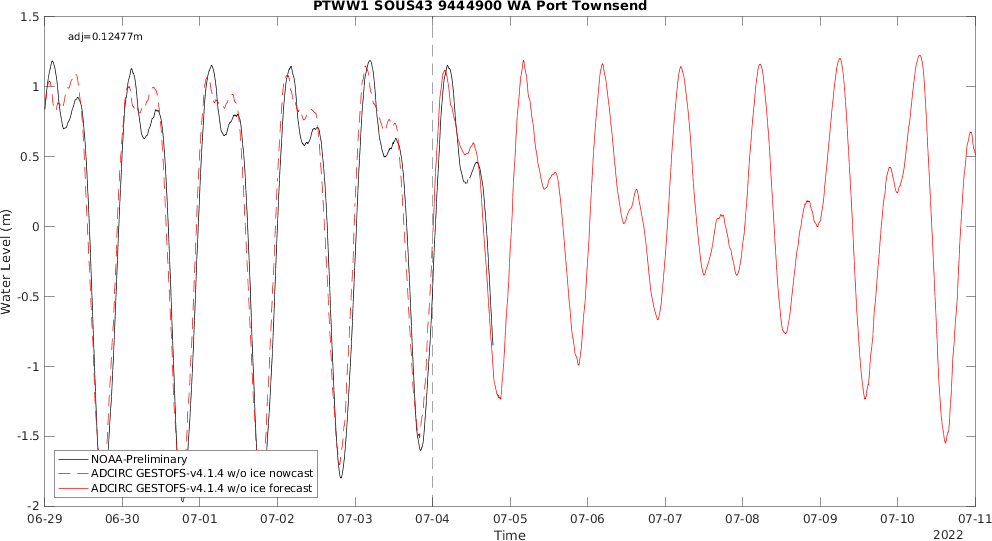 PTWW1 SOUS43 9444900 WA Port Townsend
1.5
adj=0.12477m
1
0.5
0
-0.5
-1
-1.5
-2
Water Level (m)
NOAA-Preliminary
ADCIRC GESTOFS-v4.1.4 w/o ice nowcast
ADCIRC GESTOFS-v4.1.4 w/o ice forecast
06-29 06-30 07-01 07-02 07-03 07-04 07-05 07-06 07-07 07-08 07-09 07-10 07-11
Time
2022